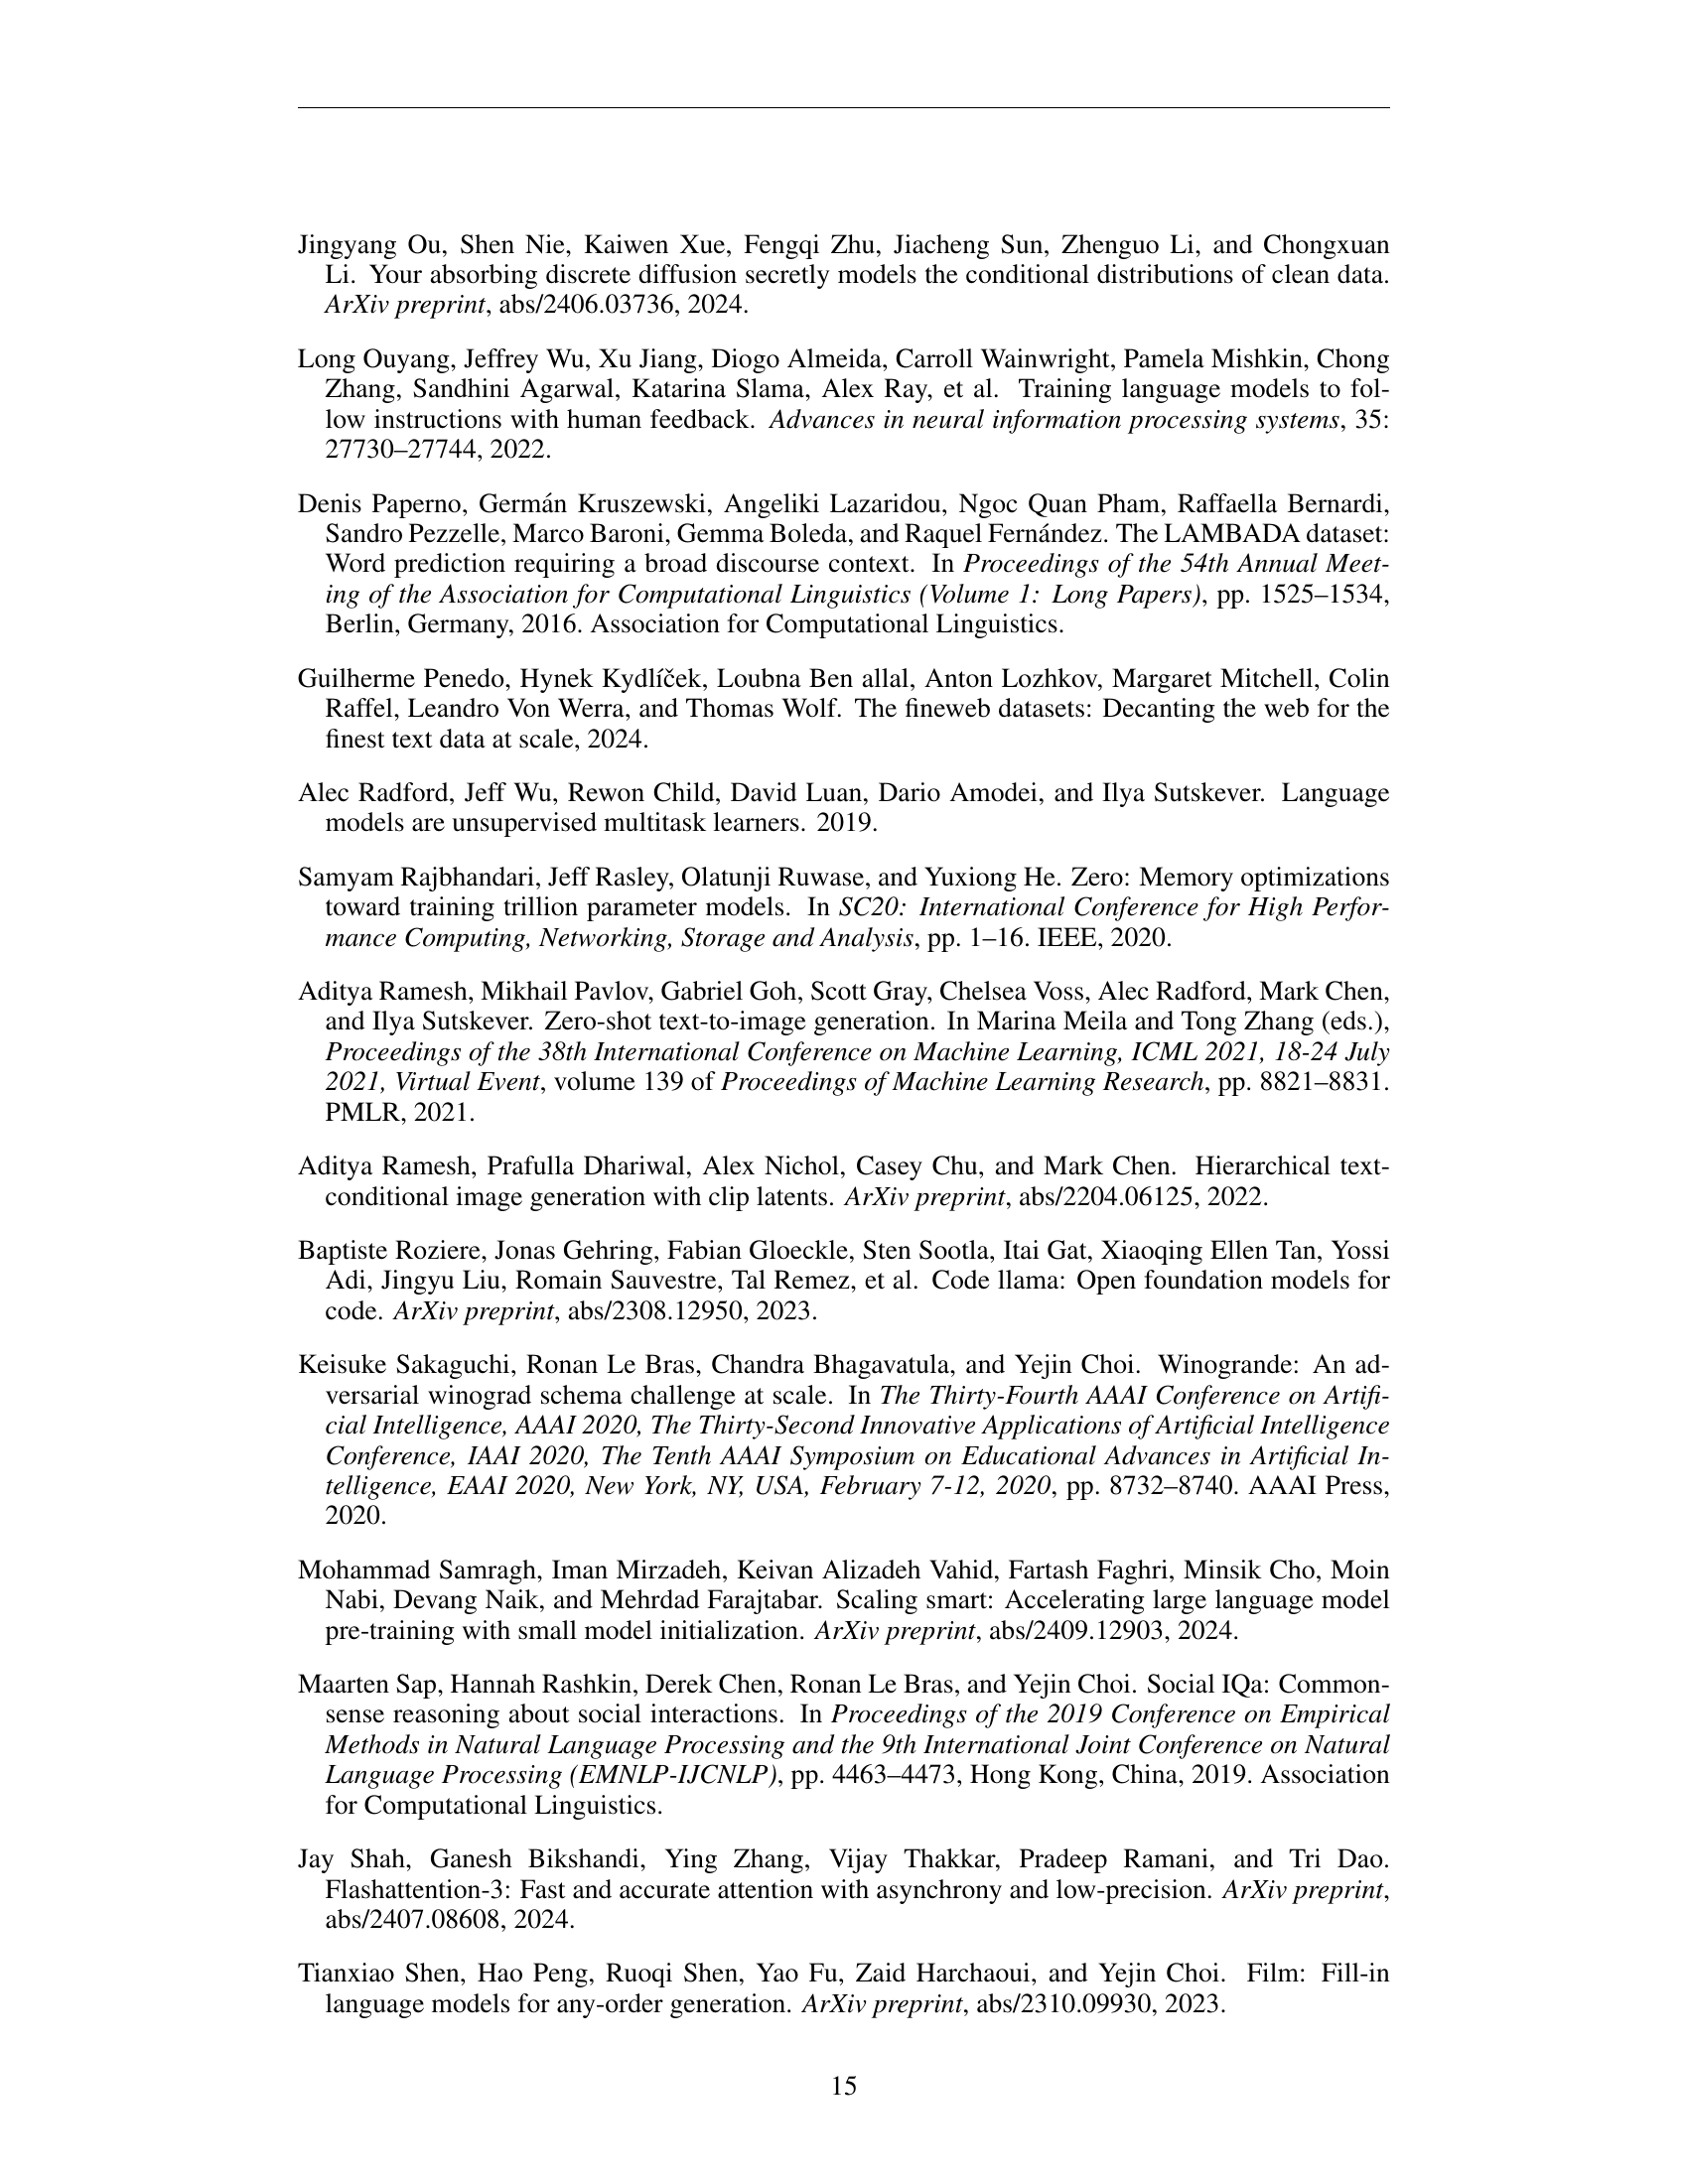 Jingyang Ou, Shen Nie, Kaiwen Xue, Fengqi Zhu, Jiacheng Sun, Zhenguo Li, and Chongxuan
Li. Your absorbing discrete diffusion secretly models the conditional distributions of clean data.
ArXiv preprint, abs/2406.03736, 2024.
Long Ouyang, Jeffrey Wu, Xu Jiang, Diogo Almeida, Carroll Wainwright, Pamela Mishkin, Chong
Zhang, Sandhini Agarwal, Katarina Slama, Alex Ray, et al. Training language models to fol-
low instructions with human feedback. Advances in neural information processing systems, 35:
27730–27744, 2022.
Denis Paperno, Germán Kruszewski, Angeliki Lazaridou, Ngoc Quan Pham, Raffaella Bernardi,
Sandro Pezzelle, Marco Baroni, Gemma Boleda, and Raquel Fernández. The LAMBADA dataset:
Word prediction requiring a broad discourse context. In Proceedings of the 54th Annual Meet-
ing of the Association for Computational Linguistics (Volume 1: Long Papers), pp. 1525–1534,
Berlin, Germany, 2016. Association for Computational Linguistics.
Guilherme Penedo, Hynek Kydlíček, Loubna Ben allal, Anton Lozhkov, Margaret Mitchell, Colin
Raffel, Leandro Von Werra, and Thomas Wolf. The fineweb datasets: Decanting the web for the
finest text data at scale, 2024.
Alec Radford, Jeff Wu, Rewon Child, David Luan, Dario Amodei, and Ilya Sutskever. Language
models are unsupervised multitask learners. 2019.
Samyam Rajbhandari, Jeff Rasley, Olatunji Ruwase, and Yuxiong He. Zero: Memory optimizations
toward training trillion parameter models. In SC20: International Conference for High Perfor-
mance Computing, Networking, Storage and Analysis, pp. 1–16. IEEE, 2020.
Aditya Ramesh, Mikhail Pavlov, Gabriel Goh, Scott Gray, Chelsea Voss, Alec Radford, Mark Chen,
and Ilya Sutskever. Zero-shot text-to-image generation. In Marina Meila and Tong Zhang (eds.),
Proceedings of the 38th International Conference on Machine Learning, ICML 2021, 18-24 July
2021, Virtual Event, volume 139 of Proceedings of Machine Learning Research, pp. 8821–8831.
PMLR, 2021.
Aditya Ramesh, Prafulla Dhariwal, Alex Nichol, Casey Chu, and Mark Chen. Hierarchical text-
conditional image generation with clip latents. ArXiv preprint, abs/2204.06125, 2022.
Baptiste Roziere, Jonas Gehring, Fabian Gloeckle, Sten Sootla, Itai Gat, Xiaoqing Ellen Tan, Yossi
Adi, Jingyu Liu, Romain Sauvestre, Tal Remez, et al. Code llama: Open foundation models for
code. ArXiv preprint, abs/2308.12950, 2023.
Keisuke Sakaguchi, Ronan Le Bras, Chandra Bhagavatula, and Yejin Choi. Winogrande: An ad-
versarial winograd schema challenge at scale. In The Thirty-Fourth AAAI Conference on Artifi-
cial Intelligence, AAAI 2020, The Thirty-Second Innovative Applications of Artificial Intelligence
Conference, IAAI 2020, The Tenth AAAI Symposium on Educational Advances in Artificial In-
telligence, EAAI 2020, New York, NY, USA, February 7-12, 2020, pp. 8732–8740. AAAI Press,
2020.
Mohammad Samragh, Iman Mirzadeh, Keivan Alizadeh Vahid, Fartash Faghri, Minsik Cho, Moin
Nabi, Devang Naik, and Mehrdad Farajtabar. Scaling smart: Accelerating large language model
pre-training with small model initialization. ArXiv preprint, abs/2409.12903, 2024.
Maarten Sap, Hannah Rashkin, Derek Chen, Ronan Le Bras, and Yejin Choi. Social IQa: Common-
sense reasoning about social interactions. In Proceedings of the 2019 Conference on Empirical
Methods in Natural Language Processing and the 9th International Joint Conference on Natural
Language Processing (EMNLP-IJCNLP), pp. 4463–4473, Hong Kong, China, 2019. Association
for Computational Linguistics.
Jay Shah, Ganesh Bikshandi, Ying Zhang, Vijay Thakkar, Pradeep Ramani, and Tri Dao.
Flashattention-3: Fast and accurate attention with asynchrony and low-precision. ArXiv preprint,
abs/2407.08608, 2024.
Tianxiao Shen, Hao Peng, Ruoqi Shen, Yao Fu, Zaid Harchaoui, and Yejin Choi. Film: Fill-in
language models for any-order generation. ArXiv preprint, abs/2310.09930, 2023.
15